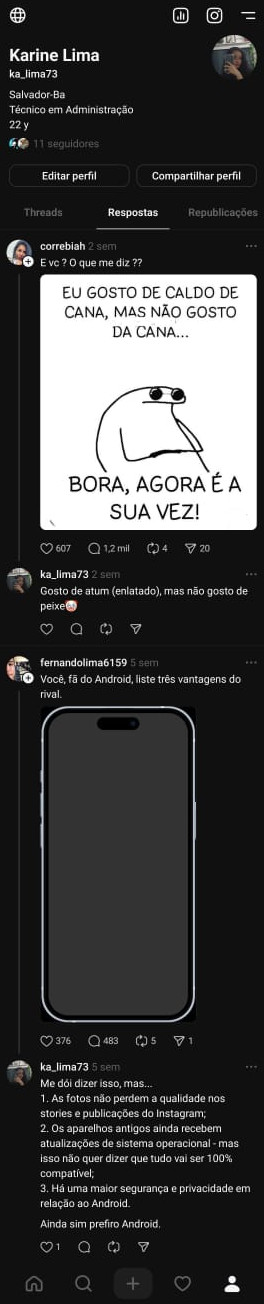 Karine Lima
ka_lima73
Salvador-Ba
Técnico em Administração
22 y
11 seguidores
Editar perfil
Compartilhar perfil
Threads
Respostas
Republicações
correbiah 2 sem
E vc ? O que me diz ??
EU GOSTO DE CALDO DE
CANA, MAS NÃO GOSTO
DA CANA...
BORA, AGORA É A
SUA VEZ!
607 1,2 mil 4 20
ka_lima73 2 sem
Gosto de atum (enlatado), mas não gosto de
peixe🤡
fernandolima6159 5 sem
Você, fã do Android, liste três vantagens do
rival.
376 483 5 1
ka_lima73 5 sem
Me dói dizer isso, mas...
1. As fotos não perdem a qualidade nos
stories e publicações do Instagram;
2. Os aparelhos antigos ainda recebem
atualizações de sistema operacional - mas
isso não quer dizer que tudo vai ser 100%
compatível;
3. Há uma maior segurança e privacidade em
relação ao Android.
Ainda sim prefiro Android.
1